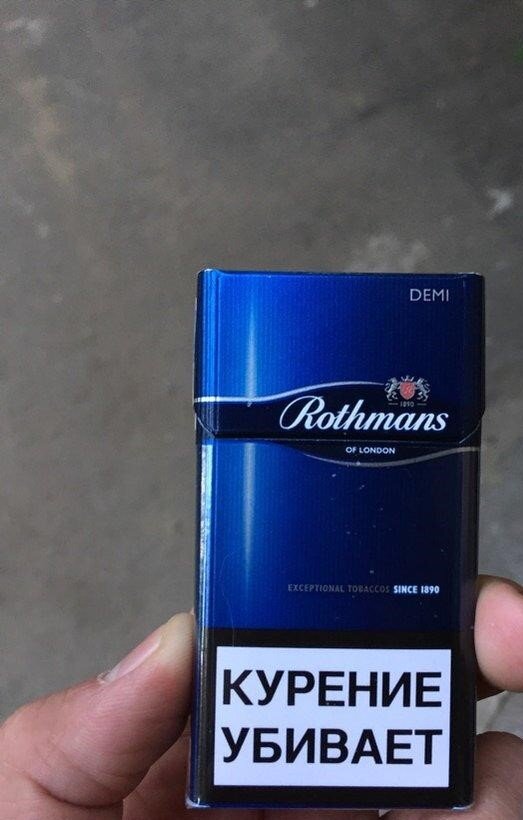 DEMI
1890
Rothmans
OF LONDON
EXCEPTIONAL TOBACCOS SINCE 1890
КУРЕНИЕ
УБИВАЕТ